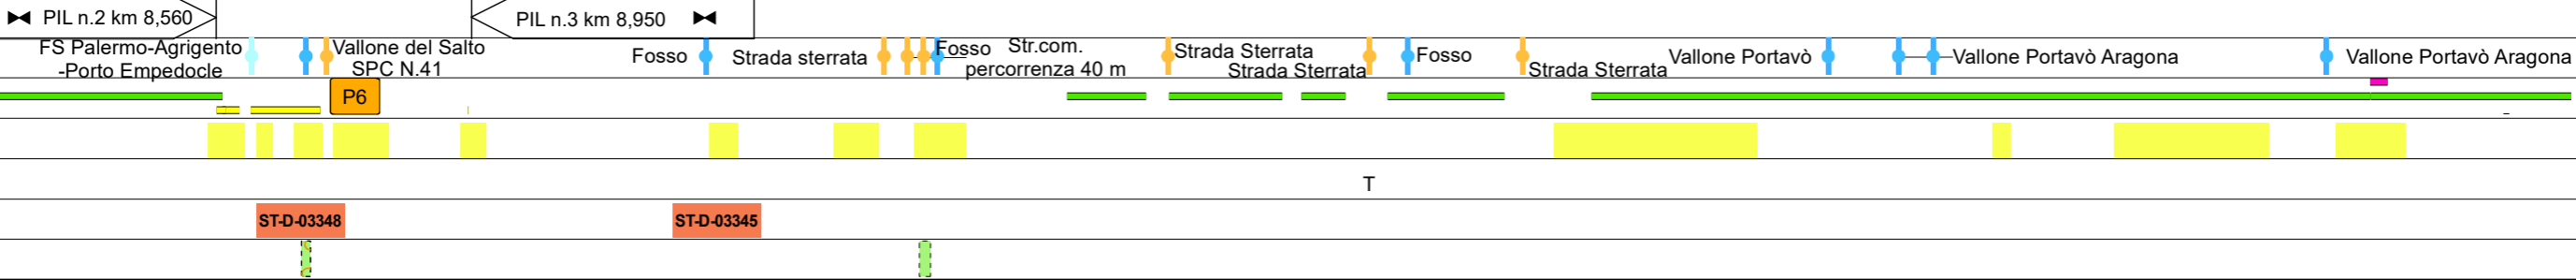 PIL n.2 km 8,560
PIL n.3 km 8,950
FS Palermo-Agrigento
-Porto Empedocle
Vallone del Salto
SPC N.41
Fosso
Strada sterrata
Fosso
Str.com.
percorrenza 40 m
Strada Sterrata
Strada Sterrata
Fosso
Strada Sterrata
Vallone Portavò
Vallone Portavò Aragona
Vallone Portavò Aragona
P6
T
ST-D-03348
ST-D-03345